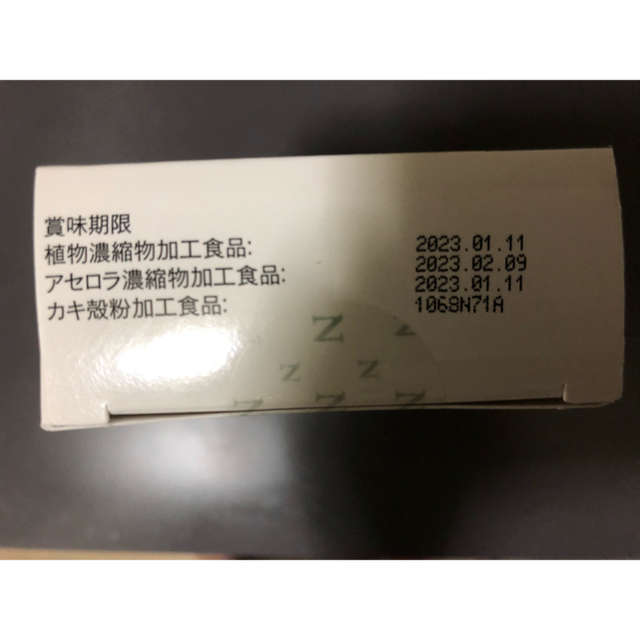 賞味期限
植物濃縮物加工食品: 2023.01.11
アセロラ濃縮物加工食品: 2023.02.09
カキ殻粉加工食品: 2023.01.11
106SN71A
Z
Z Z
Z Z Z